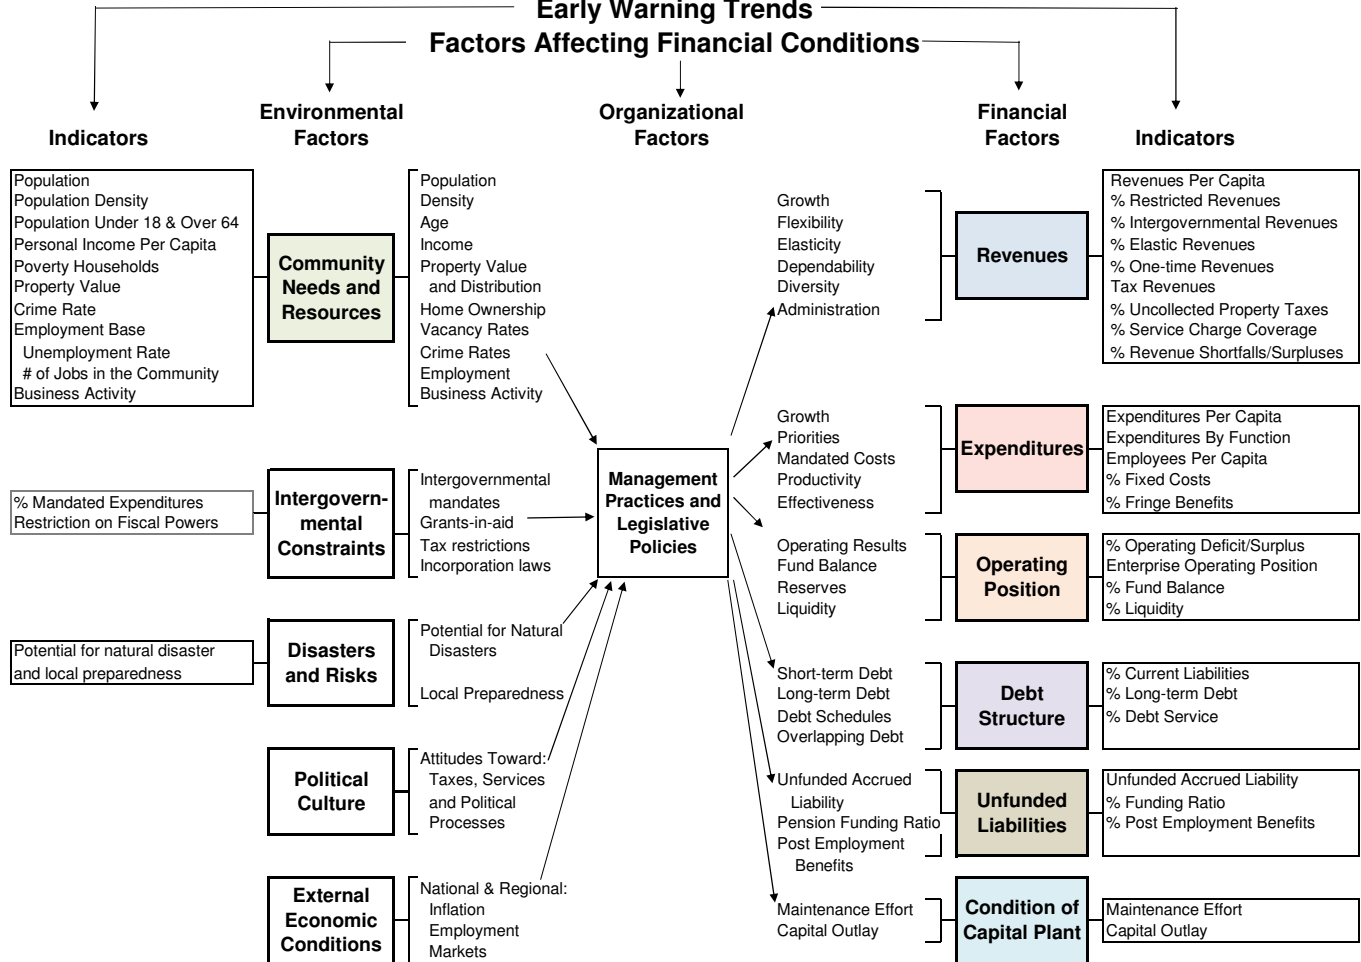 Early Warning Trends
Factors Affecting Financial Conditions
Indicators
Environmental
Factors
Organizational
Factors
Financial
Factors
Indicators
Population
Population Density
Population Under 18 & Over 64
Personal Income Per Capita
Poverty Households
Property Value
Crime Rate
Employment Base
Unemployment Rate
# of Jobs in the Community
Business Activity
Community
Needs and
Resources
Population
Density
Age
Income
Property Value
and Distribution
Home Ownership
Vacancy Rates
Crime Rates
Employment
Business Activity
% Mandated Expenditures
Restriction on Fiscal Powers
Intergovern-
mental
Constraints
Intergovernmental
mandates
Grants-in-aid
Tax restrictions
Incorporation laws
Potential for natural disaster
and local preparedness
Disasters
and Risks
Potential for Natural
Disasters
Local Preparedness
Political
Culture
Attitudes Toward:
Taxes, Services
and Political
Processes
External
Economic
Conditions
National & Regional:
Inflation
Employment
Markets
Management
Practices and
Legislative
Policies
Growth
Flexibility
Elasticity
Dependability
Diversity
Administration
Revenues
Revenues Per Capita
% Restricted Revenues
% Intergovernmental Revenues
% Elastic Revenues
% One-time Revenues
Tax Revenues
% Uncollected Property Taxes
% Service Charge Coverage
% Revenue Shortfalls/Surpluses
Growth
Priorities
Mandated Costs
Productivity
Effectiveness
Expenditures
Expenditures Per Capita
Expenditures By Function
Employees Per Capita
% Fixed Costs
% Fringe Benefits
Operating Results
Fund Balance
Reserves
Liquidity
Operating
Position
% Operating Deficit/Surplus
Enterprise Operating Position
% Fund Balance
% Liquidity
Short-term Debt
Long-term Debt
Debt Schedules
Overlapping Debt
Debt
Structure
% Current Liabilities
% Long-term Debt
% Debt Service
Unfunded Accrued
Liability
Pension Funding Ratio
Post Employment
Benefits
Unfunded
Liabilities
Unfunded Accrued Liability
% Funding Ratio
% Post Employment Benefits
Maintenance Effort
Capital Outlay
Condition of
Capital Plant
Maintenance Effort
Capital Outlay